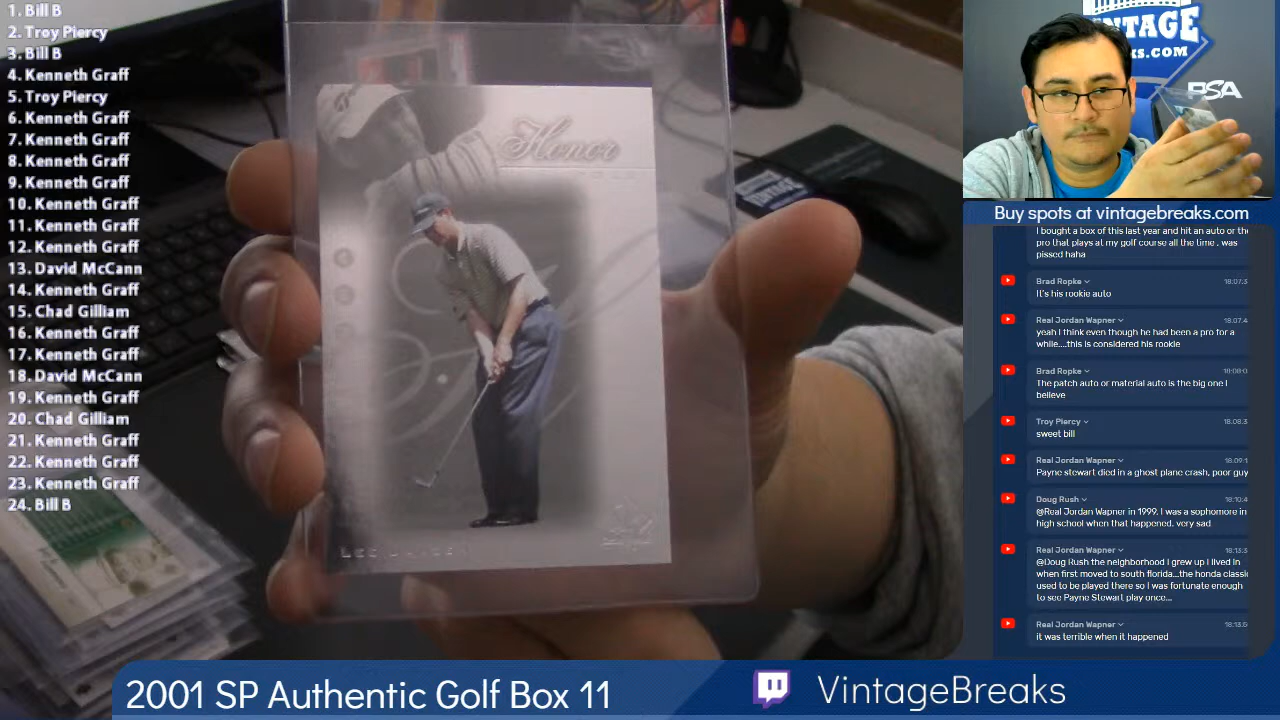 1. Bill B
2. Troy Piercy
3. Bill B
4. Kenneth Graff
5. Troy Piercy
6. Kenneth Graff
7. Kenneth Graff
8. Kenneth Graff
9. Kenneth Graff
10. Kenneth Graff
11. Kenneth Graff
12. Kenneth Graff
13. David McCann
14. Kenneth Graff
15. Chad Gilliam
16. Kenneth Graff
17. Kenneth Graff
18. David McCann
19. Kenneth Graff
20. Chad Gilliam
21. Kenneth Graff
22. Kenneth Graff
23. Kenneth Graff
24. Bill B
Honor
PSA
Buy spots at vintagebreaks.com
I bought a box of this last year and hit an auto or the
pro that plays at my golf course all the time . was
pissed haha
Brad Ropke
It's his rookie auto
Real Jordan Wapner
yeah I think even though he had been a pro for a
while....this is considered his rookie
Brad Ropke
The patch auto or material auto is the big one I
believe
Troy Piercy
sweet bill
Real Jordan Wapner
Payne stewart died in a ghost plane crash, poor guy
Doug Rush
@Real Jordan Wapner in 1999. I was a sophomore in
high school when that happened. very sad
Real Jordan Wapner
@Doug Rush the neighborhood I grew up I lived in
when first moved to south florida...the honda classic
used to be played there so I was fortunate enough
to see Payne Stewart play once...
Real Jordan Wapner
it was terrible when it happened
2001 SP Authentic Golf Box 11
VintageBreaks